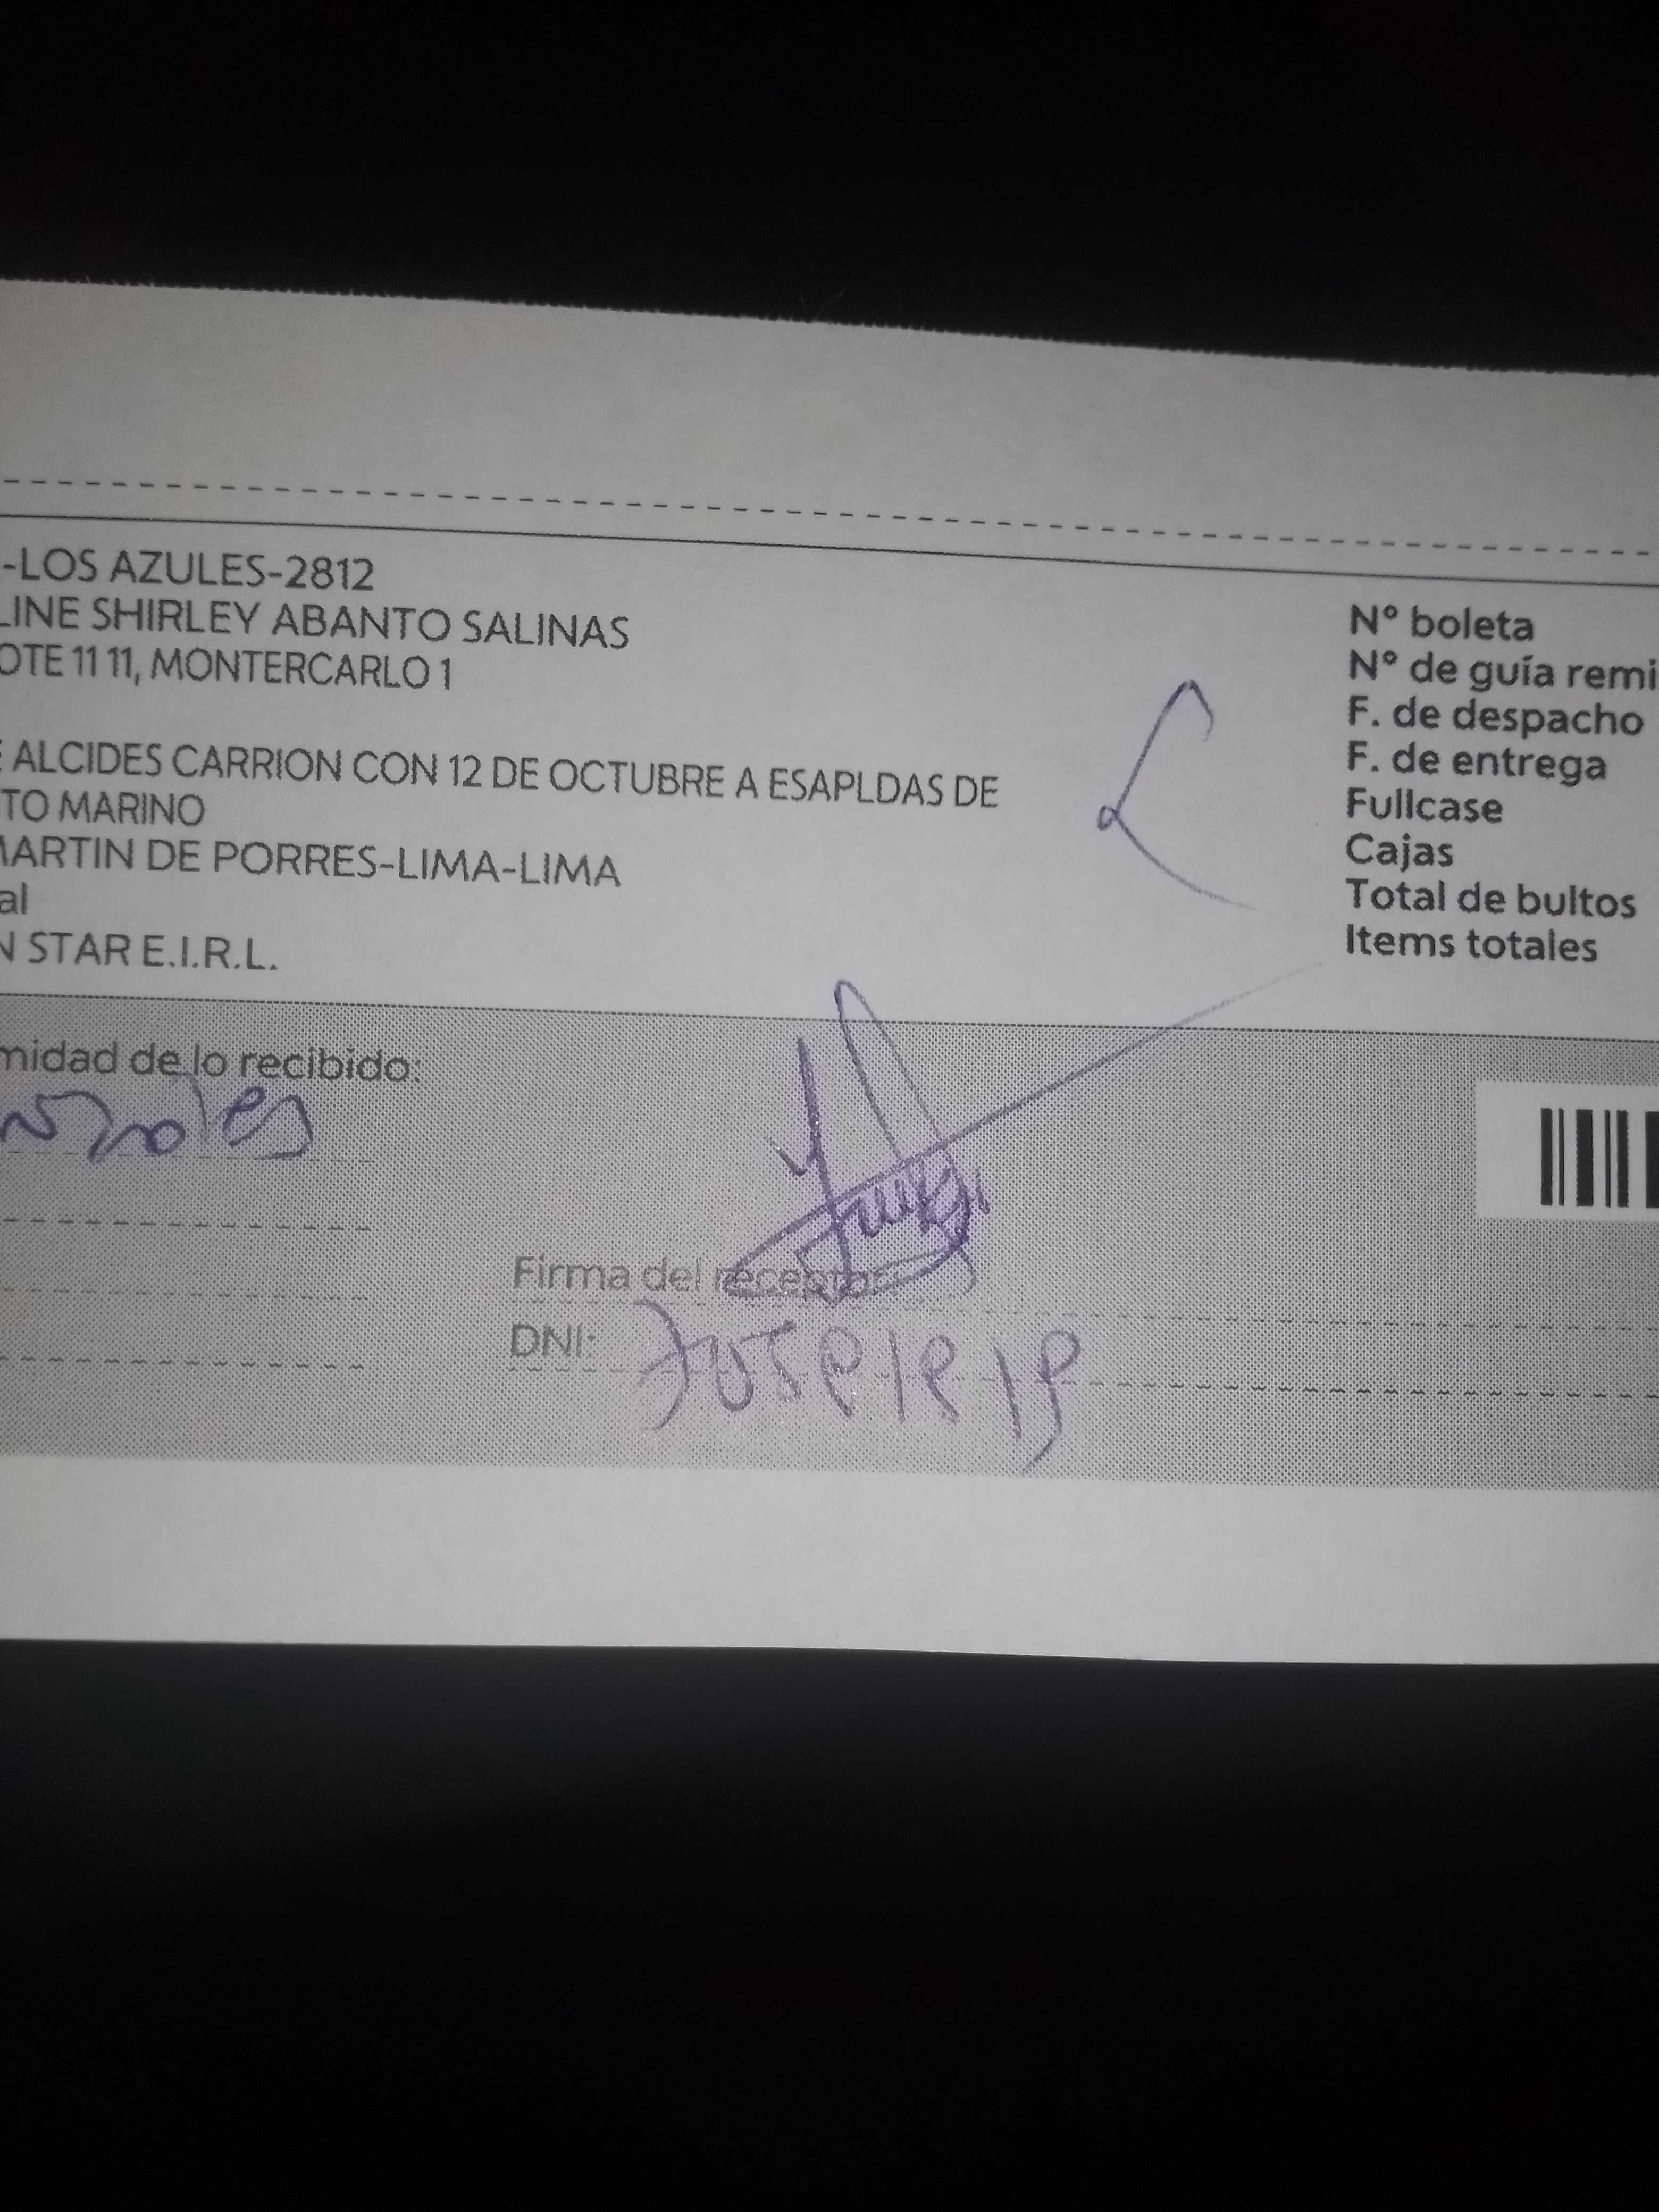 -LOS AZULES-2812
LINE SHIRLEY ABANTO SALINAS
OTE 11 11, MONTERCARLO 1
E ALCIDES CARRION CON 12 DE OCTUBRE A ESAPLDAS DE
TO MARINO
MARTIN DE PORRES-LIMA-LIMA
al
N STAR E.I.R.L.
Nº boleta
Nº de guía remi
F. de despacho
F. de entrega
Fullcase
Cajas
Total de bultos
Items totales
midad de lo recibido:
Firma del receptor:
DNI: